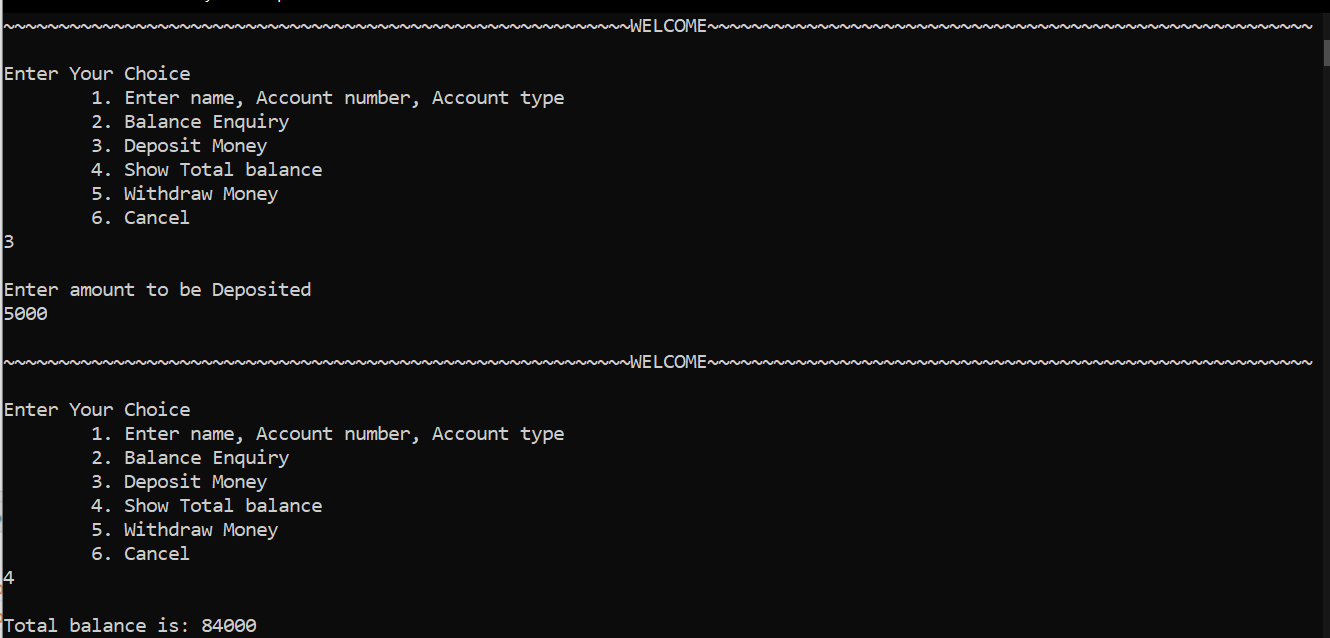 ~~~~~~~~~~~~~~~~~~~~~~~~~~~~~~~~~~~~~~~~~~~~~~~~~~~~~~~~~WELCOME~~~~~~~~~~~~~~~~~~~~~~~~~~~~~~~~~~~~~~~~~~~~~~~~~~~~~~~
Enter Your Choice
1. Enter name, Account number, Account type
2. Balance Enquiry
3. Deposit Money
4. Show Total balance
5. Withdraw Money
6. Cancel
3
Enter amount to be Deposited
5000
~~~~~~~~~~~~~~~~~~~~~~~~~~~~~~~~~~~~~~~~~~~~~~~~~~~~~~~~~WELCOME~~~~~~~~~~~~~~~~~~~~~~~~~~~~~~~~~~~~~~~~~~~~~~~~~~~~~~~
Enter Your Choice
1. Enter name, Account number, Account type
2. Balance Enquiry
3. Deposit Money
4. Show Total balance
5. Withdraw Money
6. Cancel
4
Total balance is: 84000